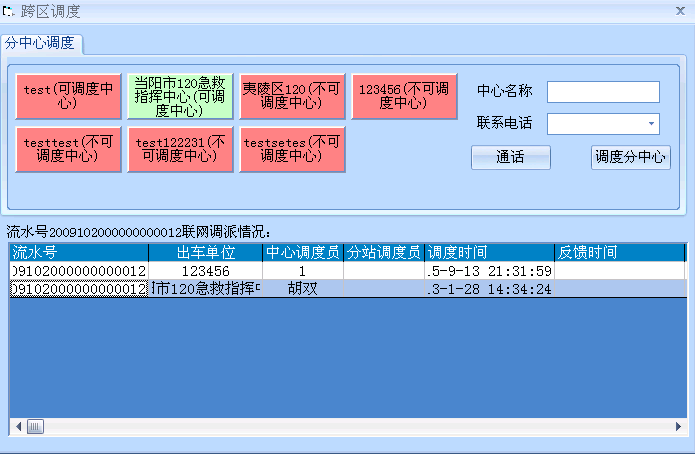 跨区调度
分中心调度
test(可调度中
心)
当阳市120急救
指挥中心(可调
度中心)
夷陵区120(不可
调度中心)
123456(不可调
度中心)
中心名称
联系电话
testtest(不可
调度中心)
test122231(不
可调度中心)
testsetes(不可
调度中心)
通话
调度分中心
流水号2009102000000000012联网调派情况:
流水号 出车单位 中心调度员 分站调度员 调度时间 反馈时间
09102000000000012 123456 1 .5-9-13 21:31:59
09102000000000012 市120急救指挥 胡双 .3-1-28 14:34:24